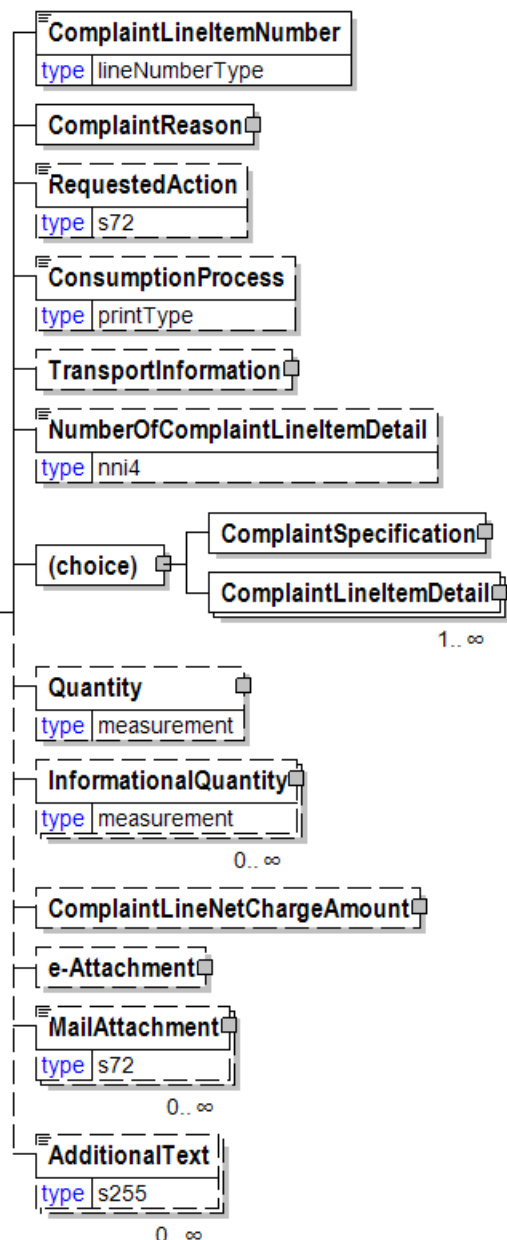 ComplaintLineItemNumber
type lineNumberType
ComplaintReason
RequestedAction
type s72
ConsumptionProcess
type printType
TransportInformation
NumberOfComplaintLineItemDetail
type nni4
(choice)
ComplaintSpecification
ComplaintLineItemDetail
1.. ∞
Quantity
type measurement
InformationalQuantity
type measurement
0.. ∞
ComplaintLineNetChargeAmount
e-Attachment
MailAttachment
type s72
0.. ∞
AdditionalText
type s255
0.. ∞